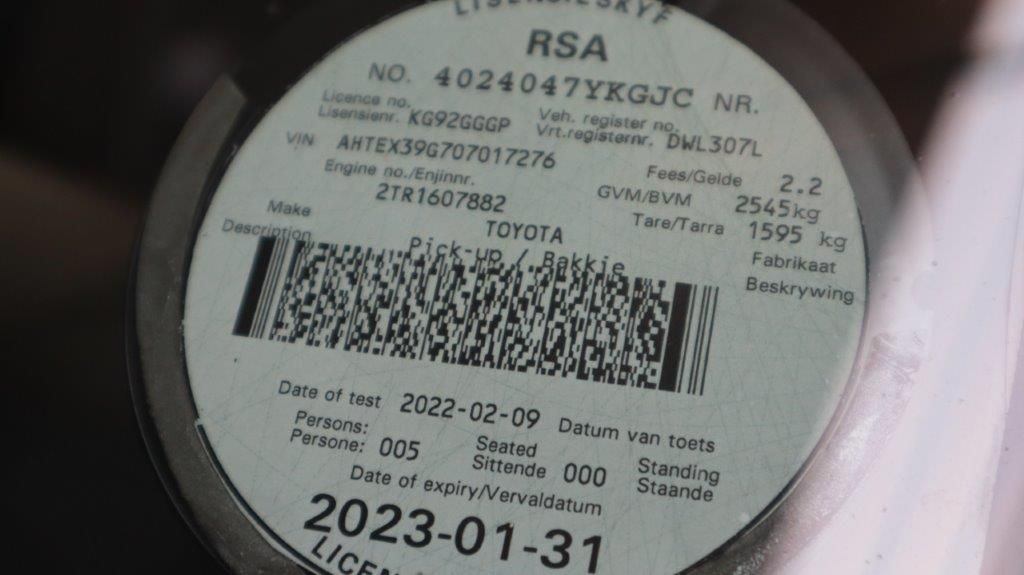 LISENSIESKYF
RSA
NO. 4024047YKGJC NR.
Licence no.
Lisensienr. KG92GGGP
Veh. register no.
Vrt.registernr. DWL307L
VIN AHTEX39G707017276
Engine no./Enjinnr.
2TR1607882
Fees/Gelde 2.2
GVM/BVM 2545kg
Tare/Tarra 1595 kg
Make TOYOTA Fabrikaat
Description Pick-up / Bakkie Beskrywing
Date of test 2022-02-09 Datum van toets
Persons:
Persone: 005
Seated
Sittende 000
Standing
Staande
Date of expiry/Vervaldatum
2023-01-31